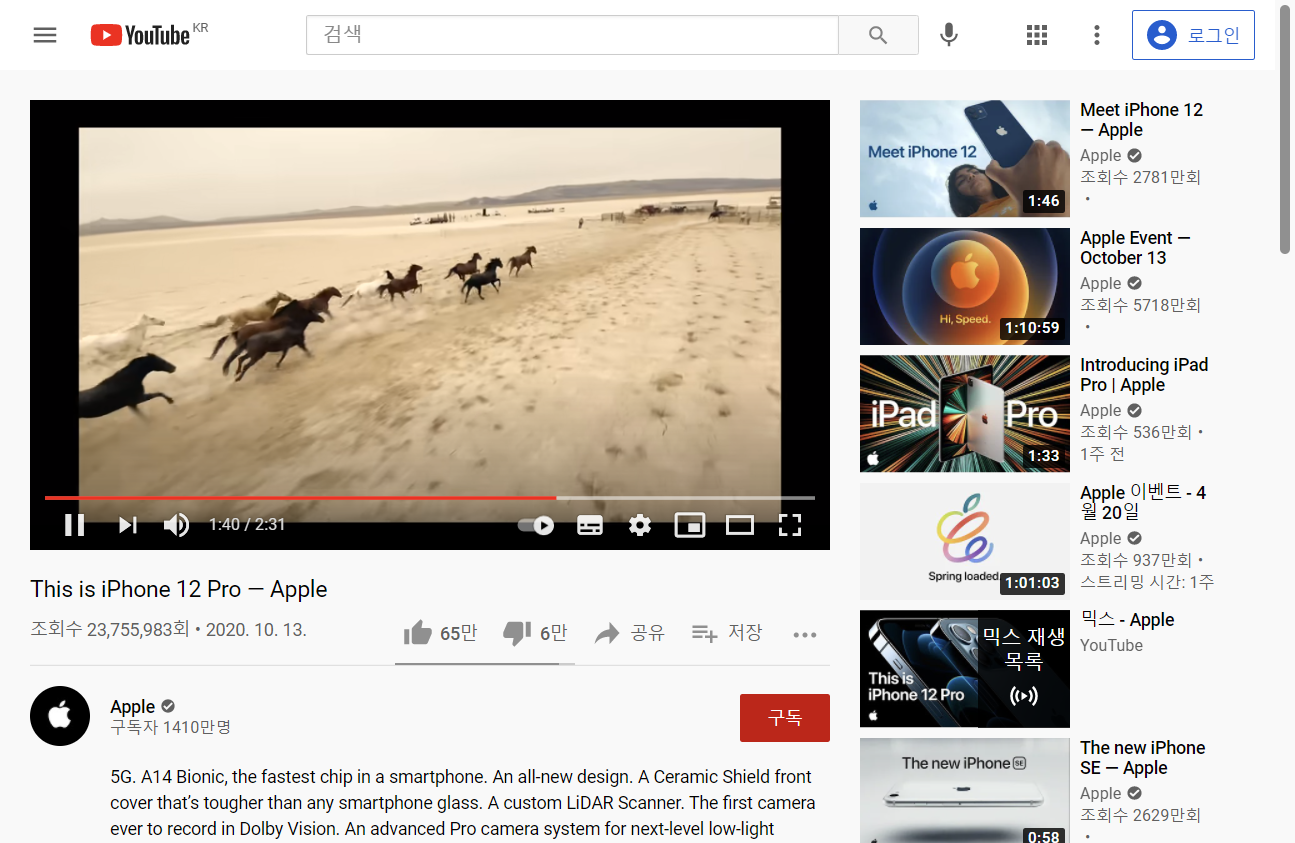 YouTube KR
검색
로그인
1:40 / 2:31
This is iPhone 12 Pro — Apple
조회수 23,755,983회 • 2020. 10. 13.
65만
6만
공유
저장
Apple
구독자 1410만명
구독
5G. A14 Bionic, the fastest chip in a smartphone. An all-new design. A Ceramic Shield front
cover that’s tougher than any smartphone glass. A custom LiDAR Scanner. The first camera
ever to record in Dolby Vision. An advanced Pro camera system for next-level low-light
Meet iPhone 12
1:46
Meet iPhone 12
— Apple
Apple
조회수 2781만회
•
Hi, Speed.
1:10:59
Apple Event —
October 13
Apple
조회수 5718만회
•
iPad Pro
1:33
Introducing iPad
Pro | Apple
Apple
조회수 536만회 •
1주 전
Spring loaded.
1:01:03
Apple 이벤트 - 4
월 20일
Apple
조회수 937만회 •
스트리밍 시간: 1주
This is
iPhone 12 Pro
믹스 재생
목록
믹스 - Apple
YouTube
The new iPhone SE
0:58
The new iPhone
SE — Apple
Apple
조회수 2629만회
•